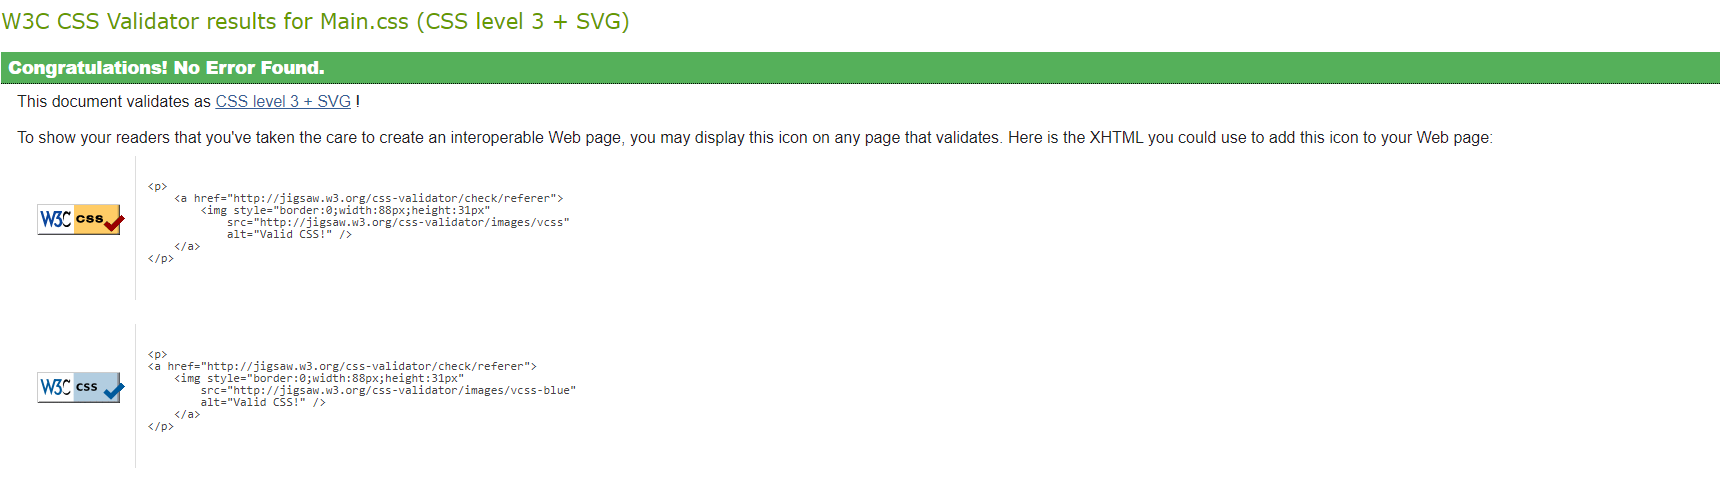 W3C CSS Validator results for Main.css (CSS level 3 + SVG)
Congratulations! No Error Found.
This document validates as CSS level 3 + SVG !
To show your readers that you've taken the care to create an interoperable Web page, you may display this icon on any page that validates. Here is the XHTML you could use to add this icon to your Web page:
W3C css
<p>
<a href="http://jigsaw.w3.org/css-validator/check/referer">
<img style="border:0;width:88px;height:31px"
src="http://jigsaw.w3.org/css-validator/images/vcss"
alt="Valid CSS!" />
</a>
</p>
W3C css
<p>
<a href="http://jigsaw.w3.org/css-validator/check/referer">
<img style="border:0;width:88px;height:31px"
src="http://jigsaw.w3.org/css-validator/images/vcss-blue"
alt="Valid CSS!" />
</a>
</p>